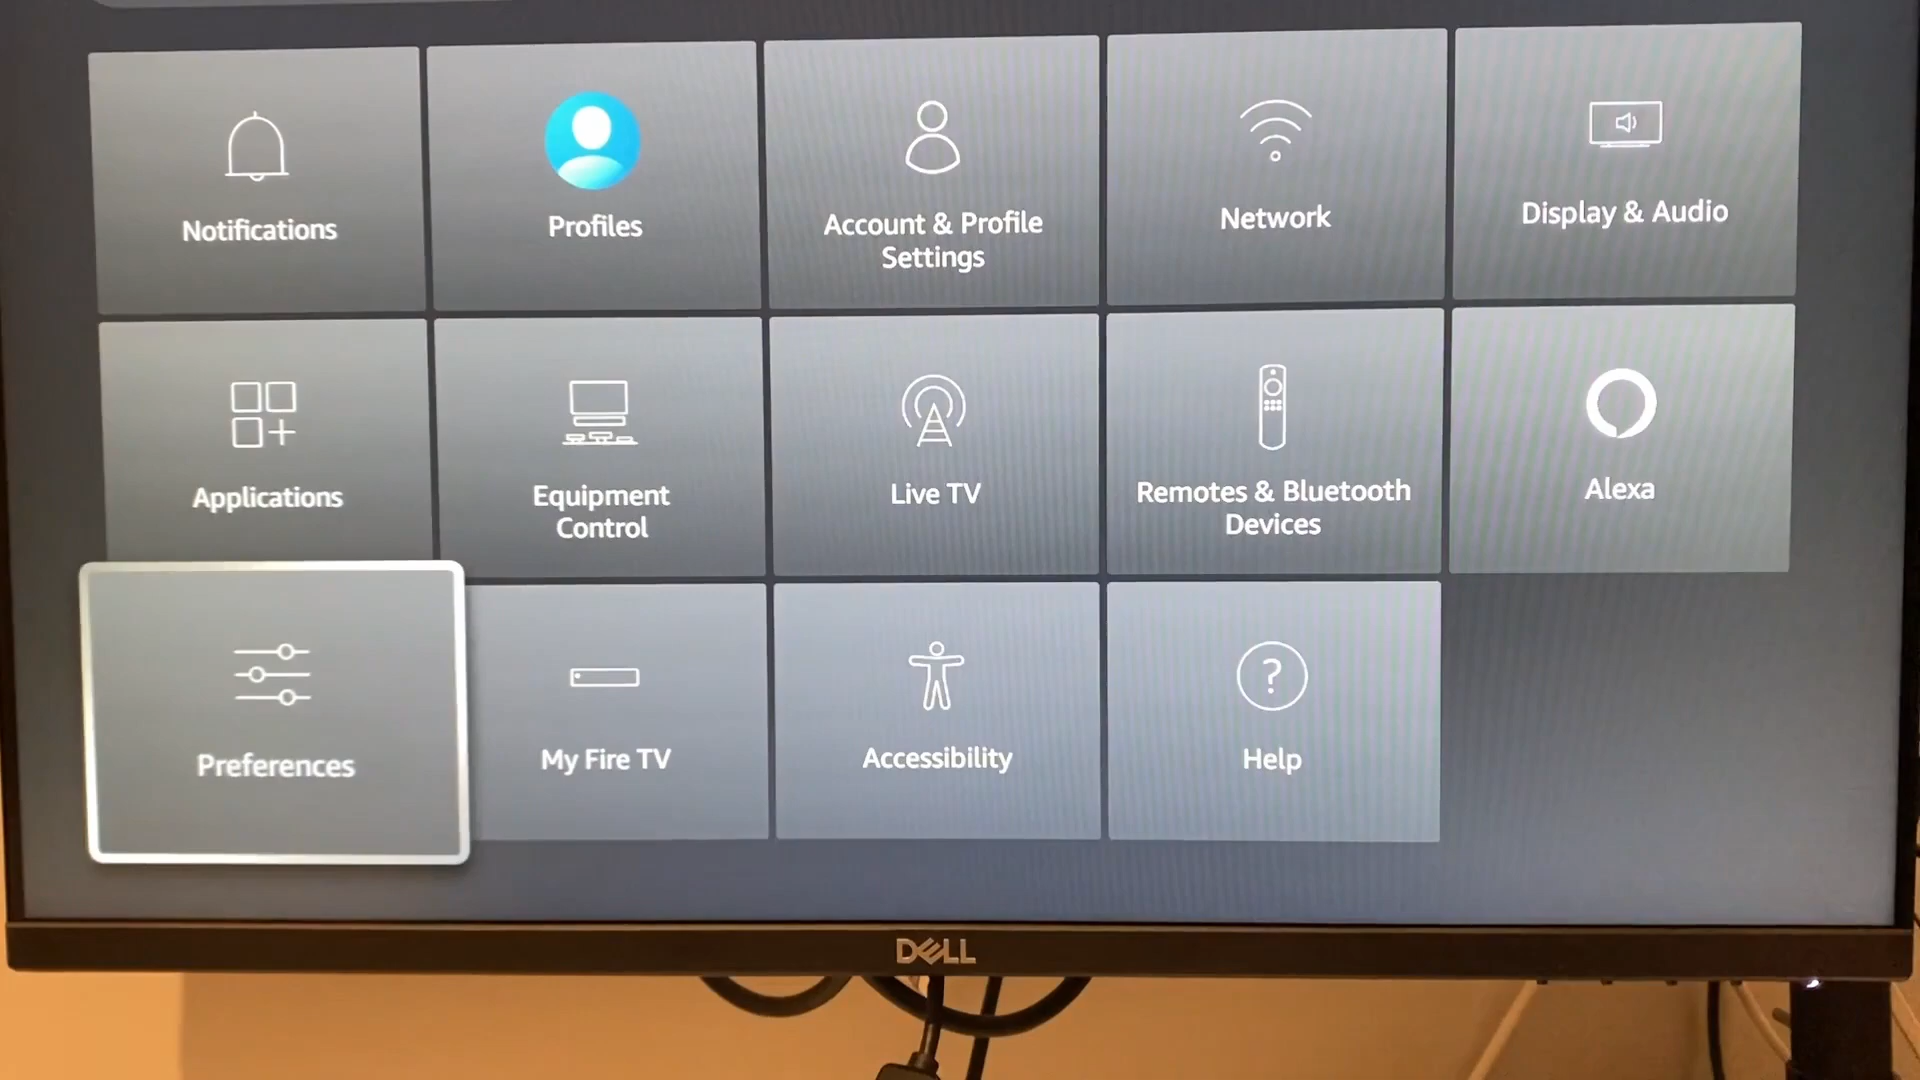 Notifications
Profiles
Account & Profile
Settings
Network
Display & Audio
Applications
Equipment
Control
Live TV
Remotes & Bluetooth
Devices
Alexa
Preferences
My Fire TV
Accessibility
?
Help
DELL